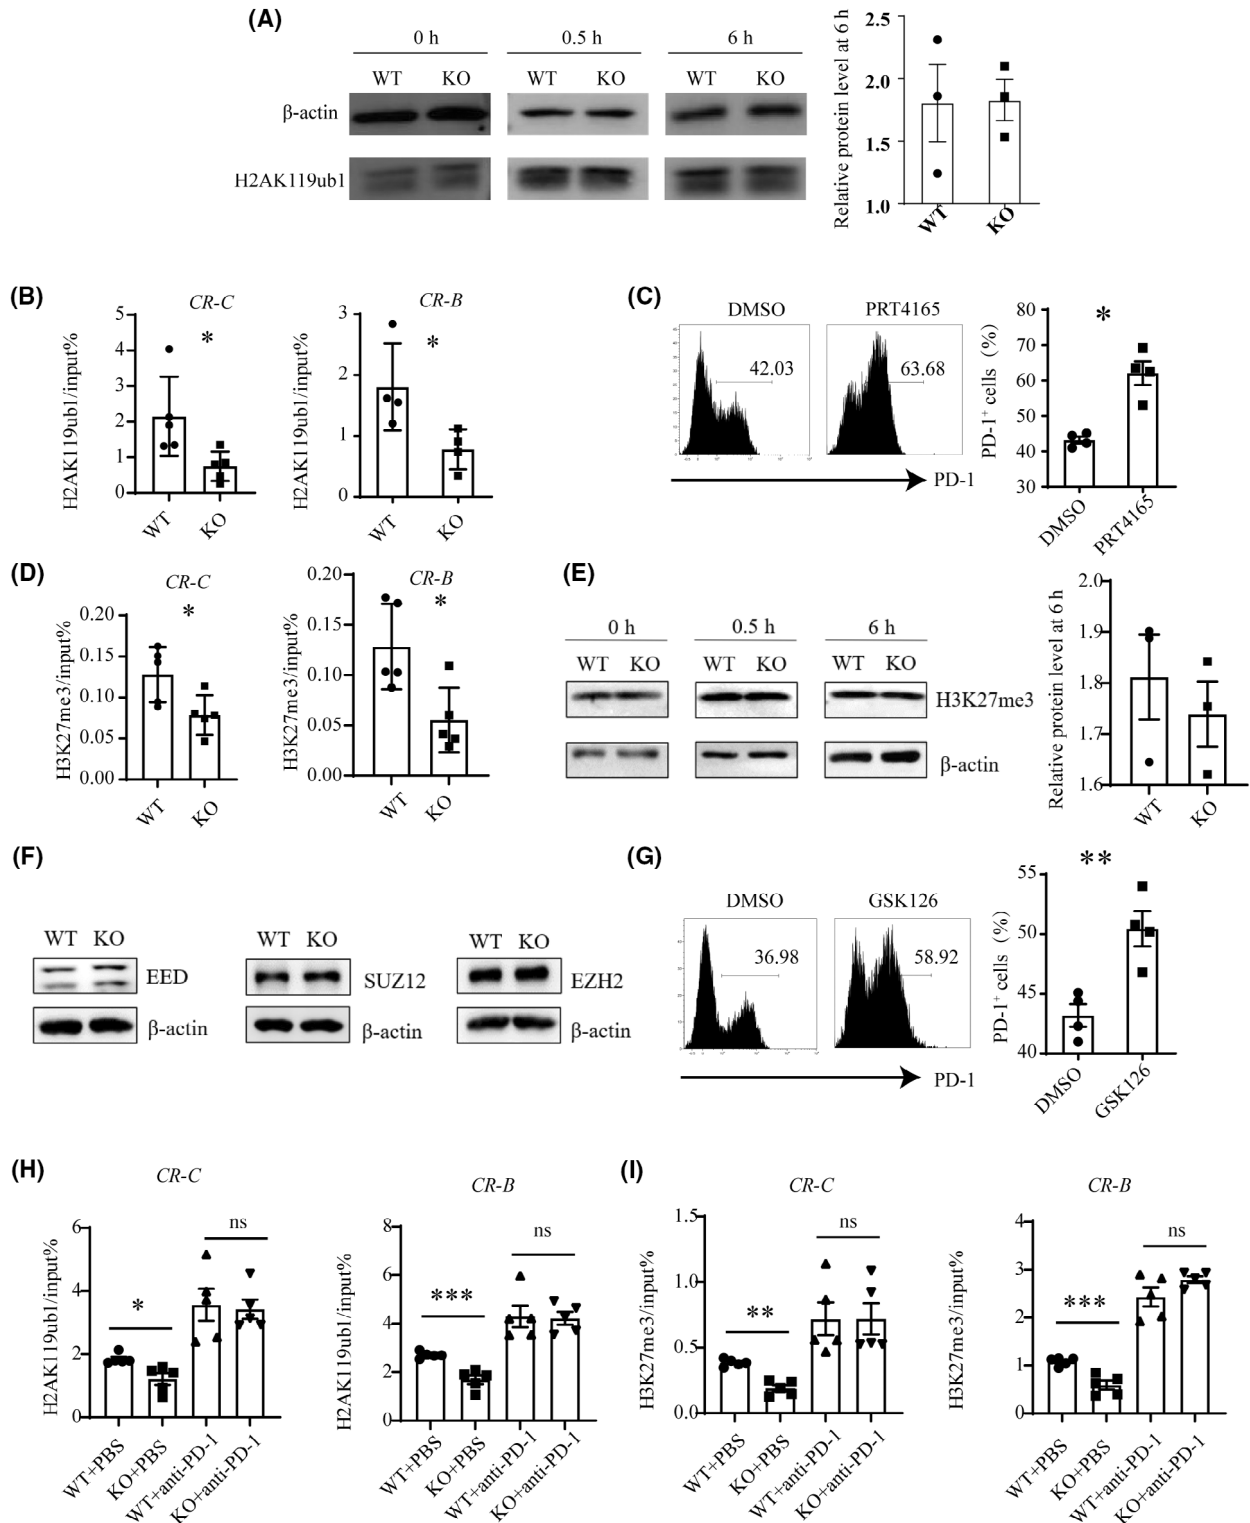 (A)
0 h
0.5 h
6 h
WT KO WT KO WT KO
β-actin
H2AK119ub1
Relative protein level at 6 h
2.5
2.0
1.5
1.0
WT
KO
(B)
CR-C
*
H2AK119ub1/input%
5
4
3
2
1
0
WT
KO
CR-B
*
H2AK119ub1/input%
3
2
1
0
WT
KO
(C)
DMSO
42.03
PRT4165
63.68
PD-1
*
PD-1⁺ cells (%)
80
70
60
50
40
30
DMSO
PRT4165
(D)
CR-C
*
H3K27me3/input%
0.20
0.15
0.10
0.05
0.00
WT
KO
CR-B
*
H3K27me3/input%
0.20
0.15
0.10
0.05
0.00
WT
KO
(E)
0 h
0.5 h
6 h
WT KO WT KO WT KO
H3K27me3
β-actin
Relative protein level at 6 h
2.0
1.9
1.8
1.7
1.6
WT
KO
(F)
WT KO
EED
β-actin
WT KO
SUZ12
β-actin
WT KO
EZH2
β-actin
(G)
DMSO
36.98
GSK126
58.92
PD-1
**
PD-1⁺ cells (%)
55
50
45
40
DMSO
GSK126
(H)
CR-C
ns
*
H2AK119ub1/input%
6
4
2
0
WT+PBS
KO+PBS
WT+anti-PD-1
KO+anti-PD-1
CR-B
ns
***
H2AK119ub1/input%
8
6
4
2
0
WT+PBS
KO+PBS
WT+anti-PD-1
KO+anti-PD-1
(I)
CR-C
ns
**
H3K27me3/input%
1.5
1.0
0.5
0.0
WT+PBS
KO+PBS
WT+anti-PD-1
KO+anti-PD-1
CR-B
ns
***
H3K27me3/input%
4
3
2
1
0
WT+PBS
KO+PBS
WT+anti-PD-1
KO+anti-PD-1